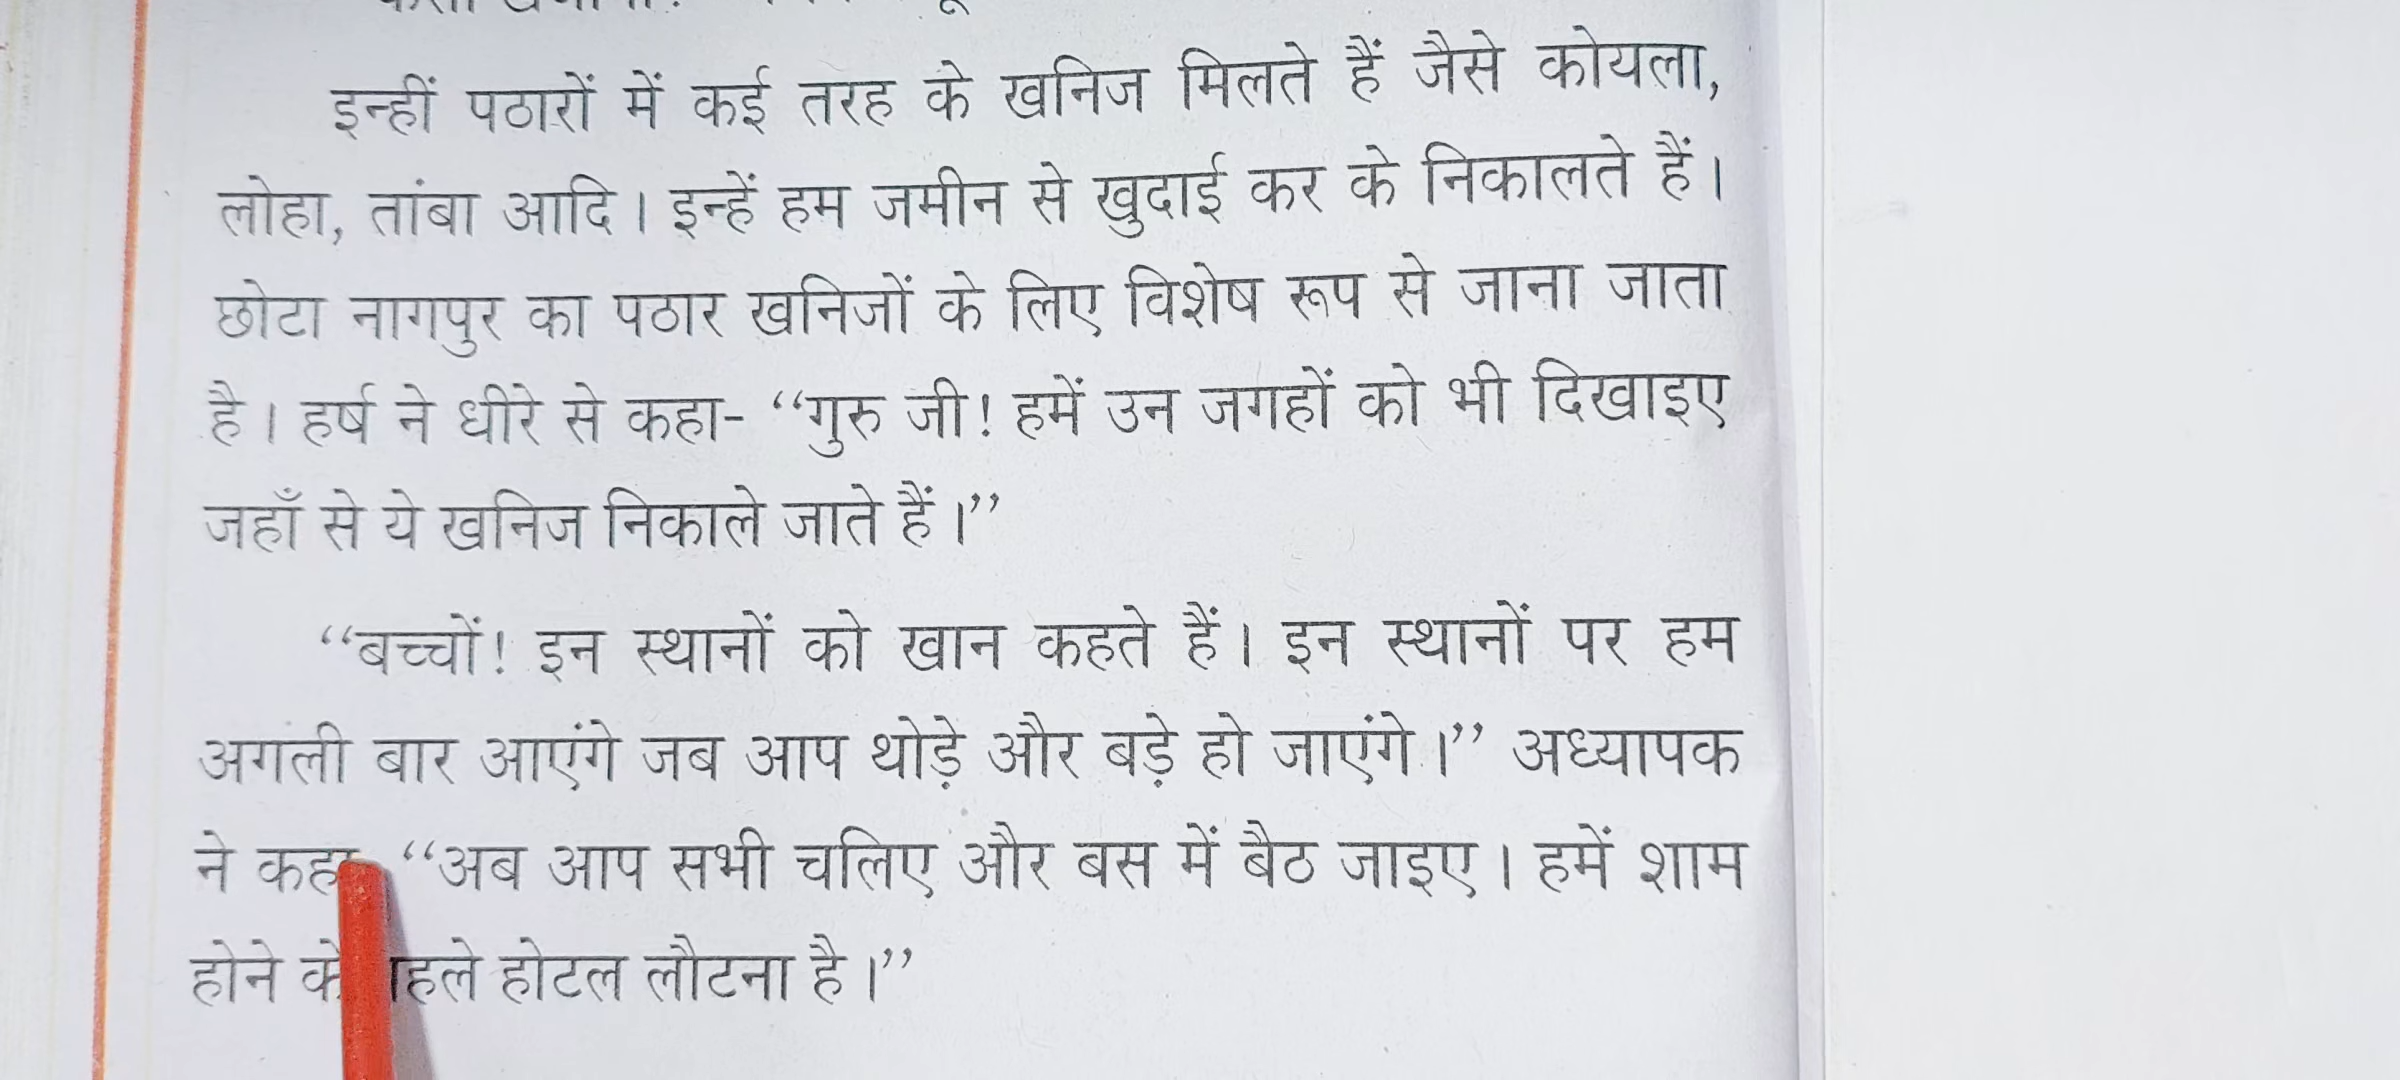 इन्हीं पठारों में कई तरह के खनिज मिलते हैं जैसे कोयला,
लोहा, तांबा आदि। इन्हें हम जमीन से खुदाई कर के निकालते हैं।
छोटा नागपुर का पठार खनिजों के लिए विशेष रूप से जाना जाता
है। हर्ष ने धीरे से कहा- “गुरु जी! हमें उन जगहों को भी दिखाइए
जहाँ से ये खनिज निकाले जाते हैं।”
“बच्चों! इन स्थानों को खान कहते हैं। इन स्थानों पर हम
अगली बार आएंगे जब आप थोड़े और बड़े हो जाएंगे।” अध्यापक
ने “अब आप सभी चलिए और बस में बैठ जाइए। हमें शाम
होने होटल लौटना है।”